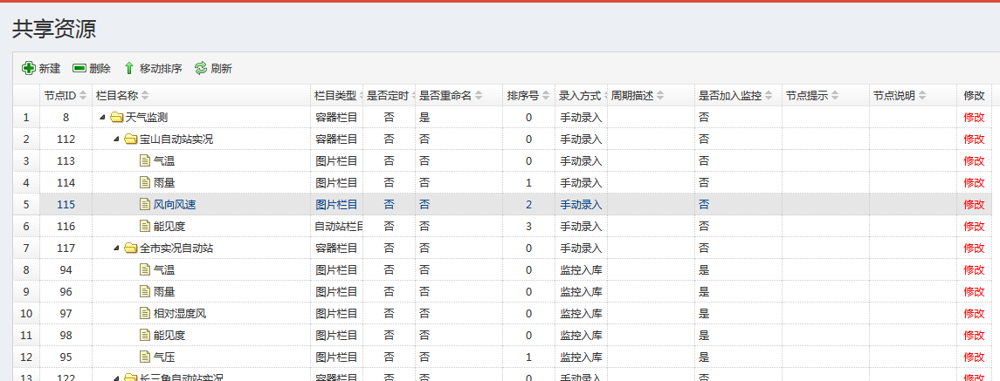 共享资源
新建 删除 移动排序 刷新
节点ID 栏目名称 栏目类型 是否定时 是否重命名 排序号 录入方式 周期描述 是否加入监控 节点提示 节点说明 修改
1 8 天气监测 容器栏目 否 是 0 手动录入 否 修改
2 112 宝山自动站实况 容器栏目 否 否 0 手动录入 否 修改
3 113 气温 图片栏目 否 否 0 手动录入 否 修改
4 114 雨量 图片栏目 否 否 1 手动录入 否 修改
5 115 风向风速 图片栏目 否 否 2 手动录入 否 修改
6 116 能见度 自动站栏目 否 否 3 手动录入 否 修改
7 117 全市实况自动站 容器栏目 否 否 0 手动录入 否 修改
8 94 气温 图片栏目 否 否 0 监控入库 是 修改
9 96 雨量 图片栏目 否 否 0 监控入库 是 修改
10 97 相对湿度风 图片栏目 否 否 0 监控入库 是 修改
11 98 能见度 图片栏目 否 否 0 监控入库 是 修改
12 95 气压 图片栏目 否 否 1 监控入库 是 修改
13 122 长三角自动站实况 容器栏目 否 否 0 手动录入 否 修改